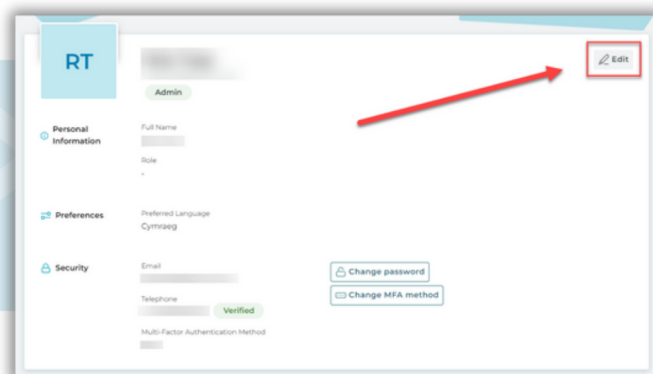 RT
Edit
Admin
Personal
Information
Full Name
Role
-
Preferences
Preferred Language
Cymraeg
Security
Email
Change password
Telephone
Change MFA method
Verified
Multi-Factor Authentication Method